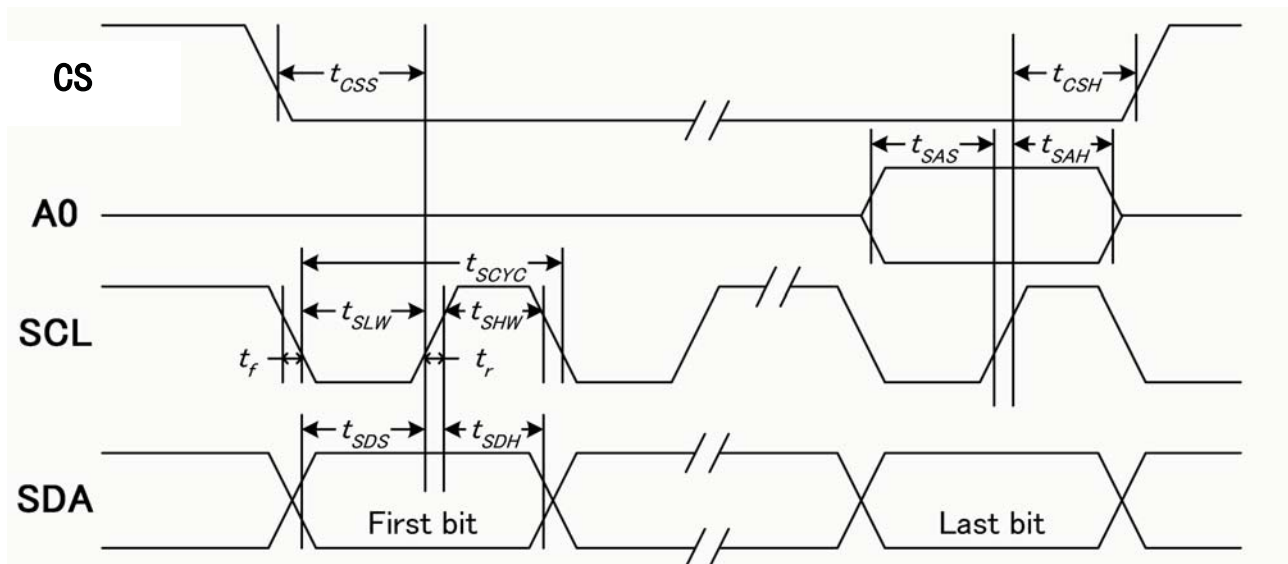 CS
tCSS
tCSH
tSAS
tSAH
A0
tSCYC
SCL
tSLW
tSHW
tf
tr
tSDS
tSDH
SDA
First bit
Last bit